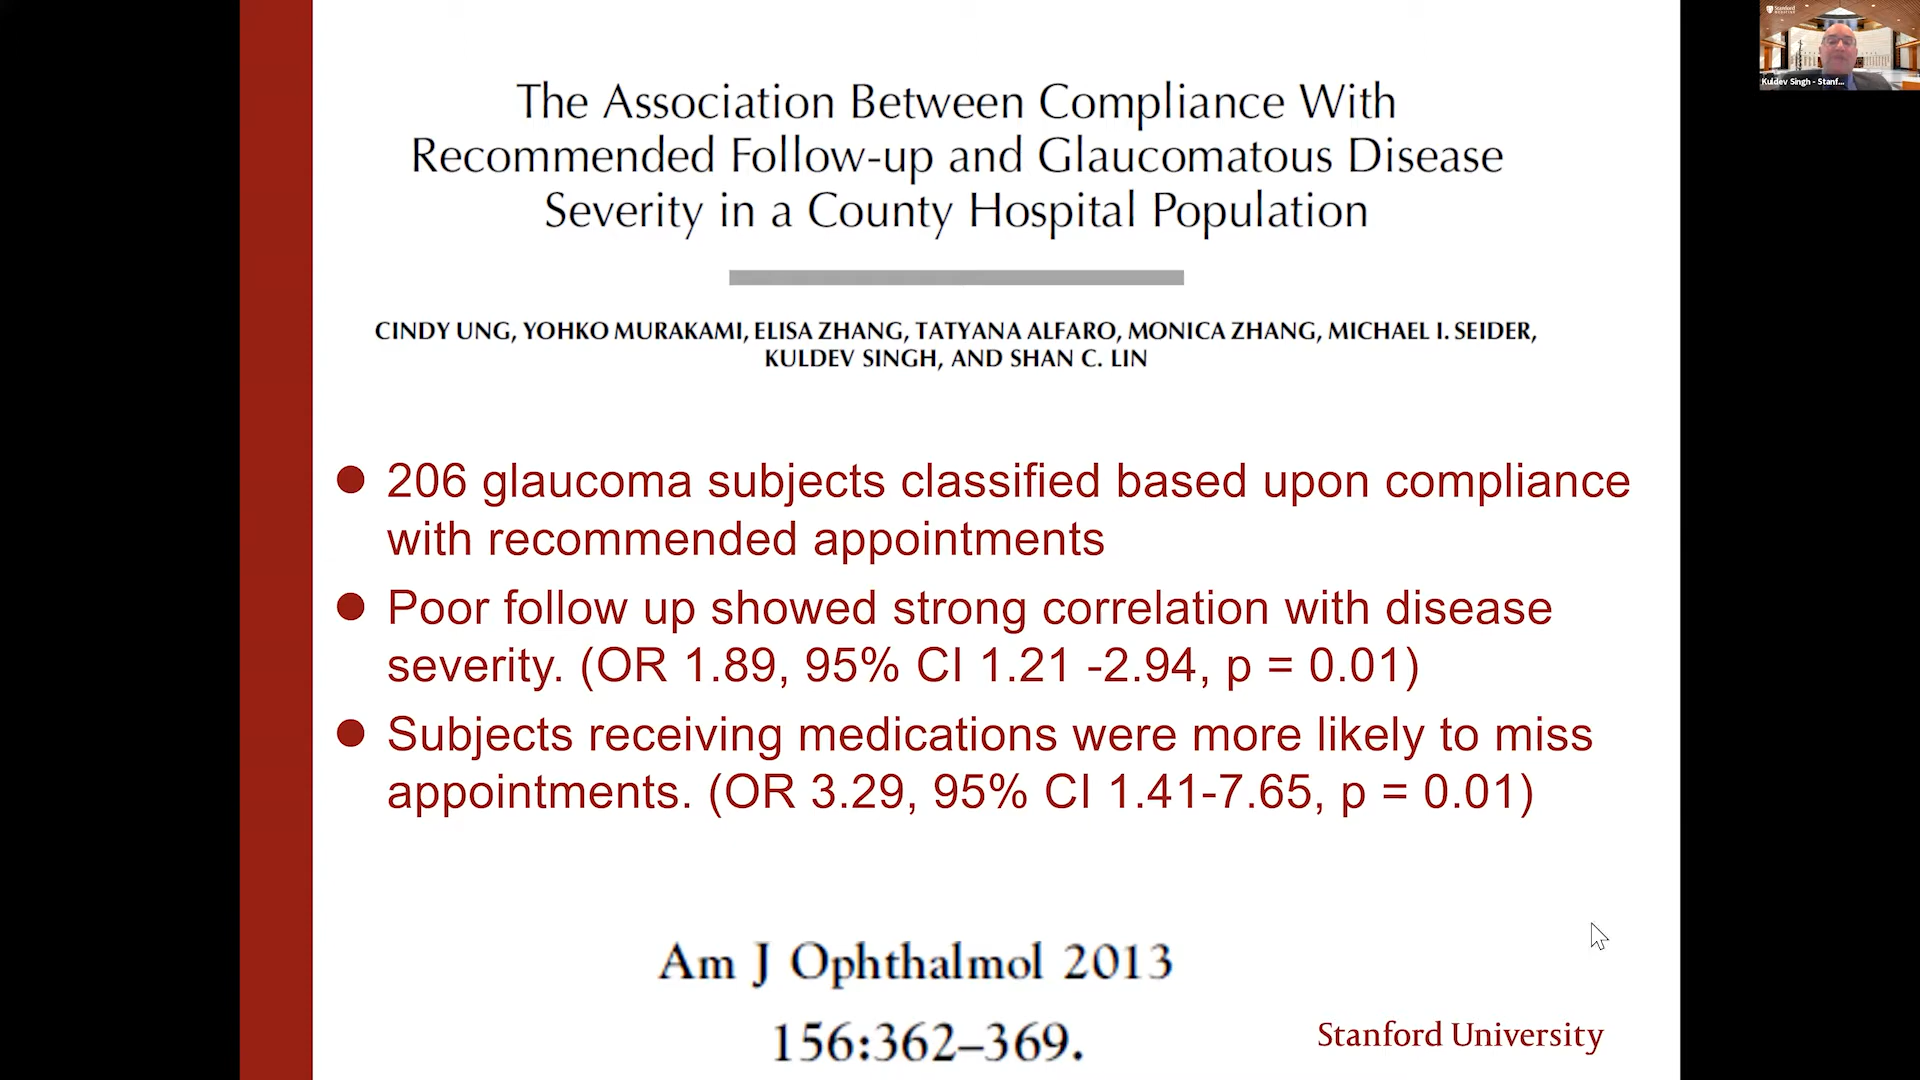 The Association Between Compliance With
Recommended Follow-up and Glaucomatous Disease
Severity in a County Hospital Population
CINDY UNG, YOHKO MURAKAMI, ELISA ZHANG, TATYANA ALFARO, MONICA ZHANG, MICHAEL I. SEIDER,
KULDEV SINGH, AND SHAN C. LIN
● 206 glaucoma subjects classified based upon compliance
with recommended appointments
● Poor follow up showed strong correlation with disease
severity. (OR 1.89, 95% CI 1.21 -2.94, p = 0.01)
● Subjects receiving medications were more likely to miss
appointments. (OR 3.29, 95% CI 1.41-7.65, p = 0.01)
Am J Ophthalmol 2013
156:362–369.
Stanford University
Stanford
Kuldev Singh - Stanf...